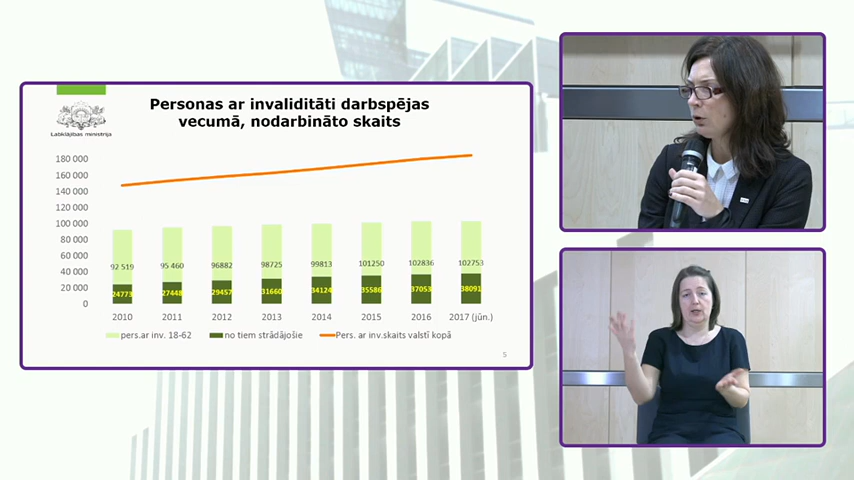 Labklājības ministrija
Personas ar invaliditāti darbspējas
vecumā, nodarbināto skaits
180 000
160 000
140 000
120 000
100 000
80 000
60 000
40 000
20 000
0
92 519 95 460 96882 98725 99813 101250 102836 102753
24773 27448 29457 31660 34124 35586 37053 38091
2010 2011 2012 2013 2014 2015 2016 2017 (jūn.)
pers.ar inv. 18-62 no tiem strādājošie Pers. ar inv.skaits valstī kopā
5